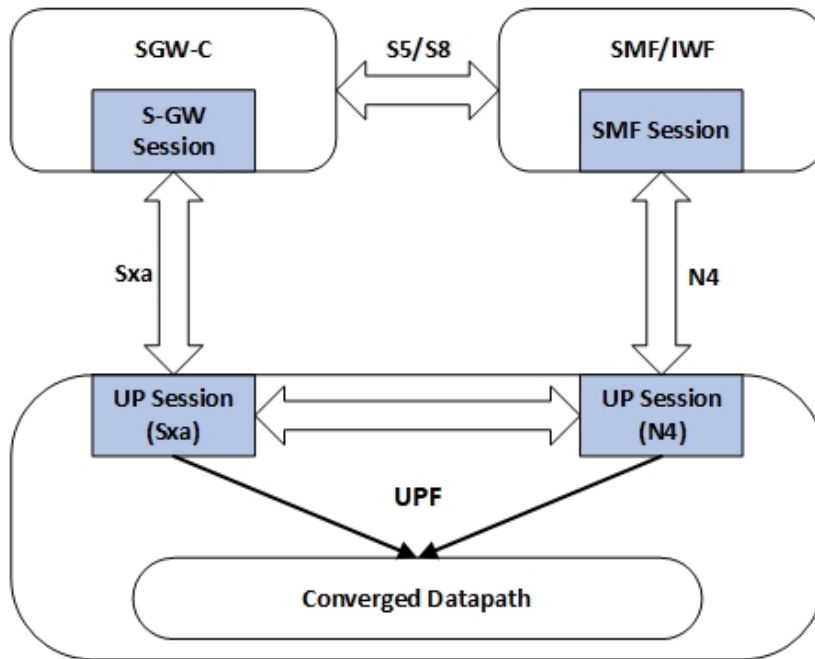 SGW-C
S5/S8
SMF/IWF
S-GW
Session
SMF Session
Sxa
N4
UP Session
(Sxa)
UP Session
(N4)
UPF
Converged Datapath